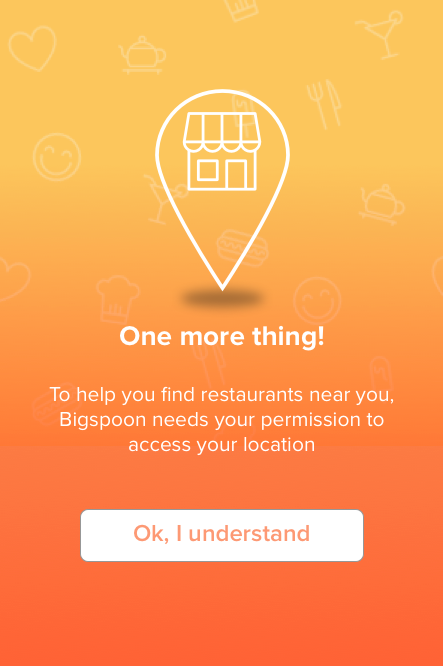 One more thing!
To help you find restaurants near you,
Bigspoon needs your permission to
access your location
Ok, I understand